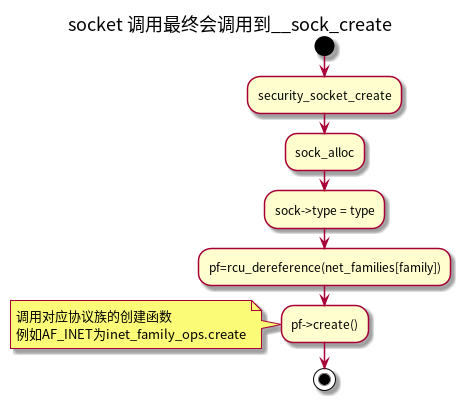 socket 调用最终会调用到__sock_create
security_socket_create
sock_alloc
sock->type = type
pf=rcu_dereference(net_families[family])
调用对应协议族的创建函数
例如AF_INET为inet_family_ops.create
pf->create()